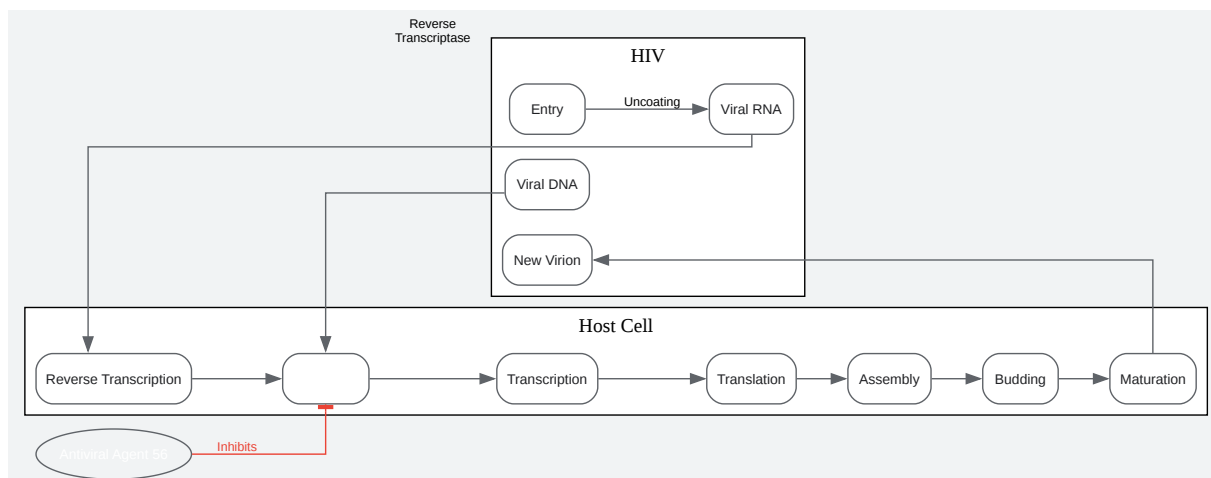 Reverse
Transcriptase
HIV
Entry
Uncoating
Viral RNA
Viral DNA
New Virion
Host Cell
Reverse Transcription
Transcription
Translation
Assembly
Budding
Maturation
Antiviral Agent 56
Inhibits